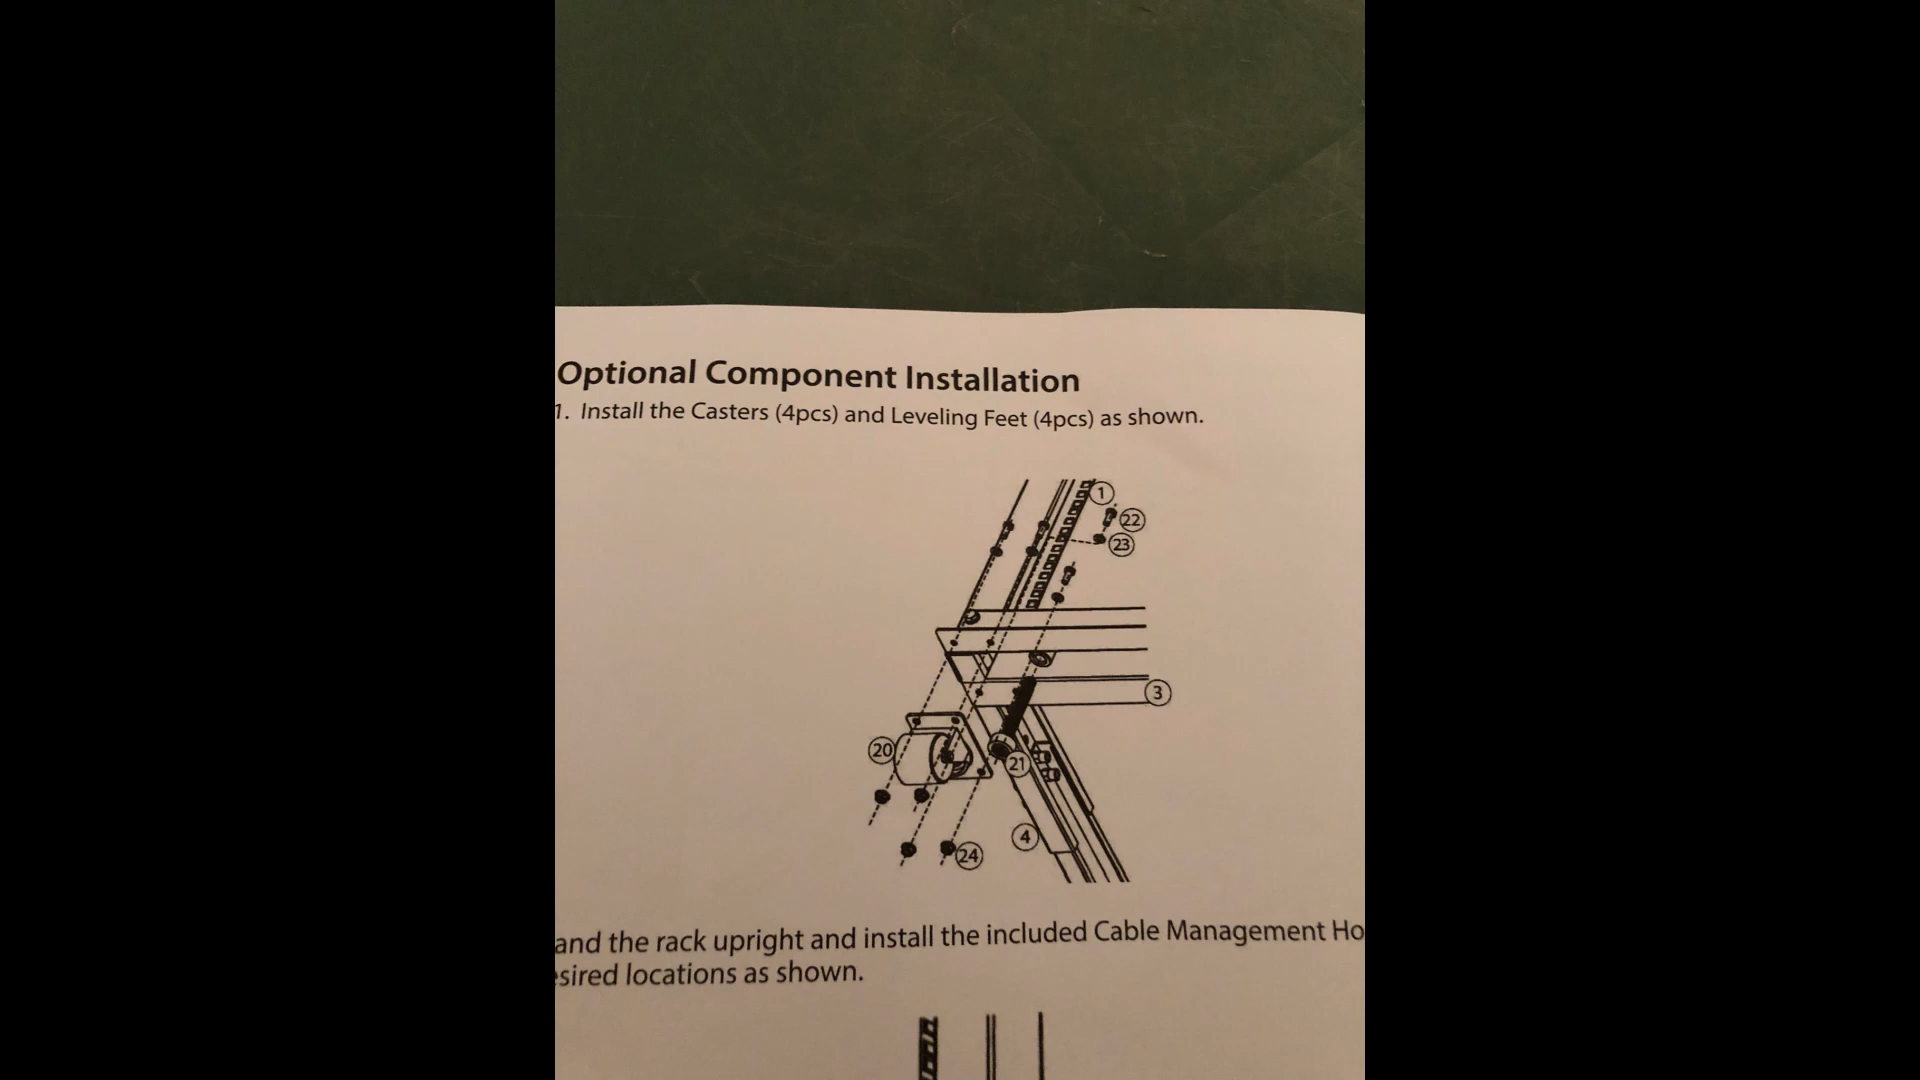 Optional Component Installation
1. Install the Casters (4pcs) and Leveling Feet (4pcs) as shown.
1
22
23
3
20
21
4
24
and the rack upright and install the included Cable Management
sired locations as shown.